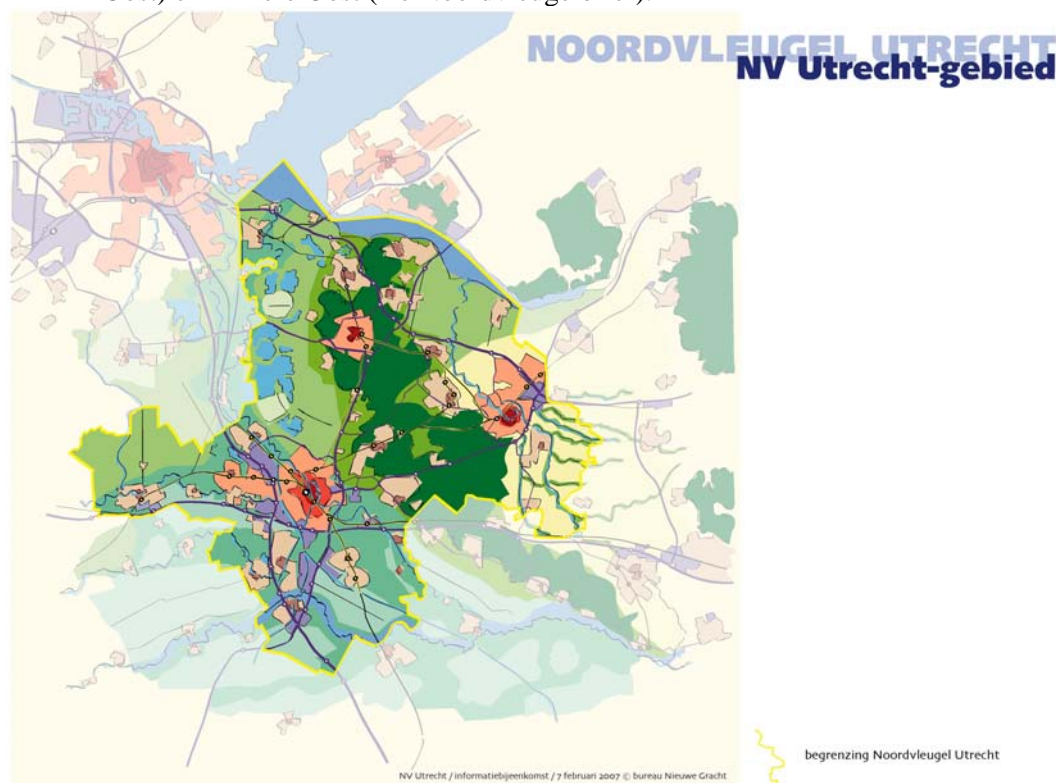 NOORDVLEUGEL UTRECHT
NV Utrecht-gebied
NV Utrecht / informatiebijeenkomst / 7 februari 2007 © bureau Nieuwe Gracht
begrenzing Noordvleugel Utrecht